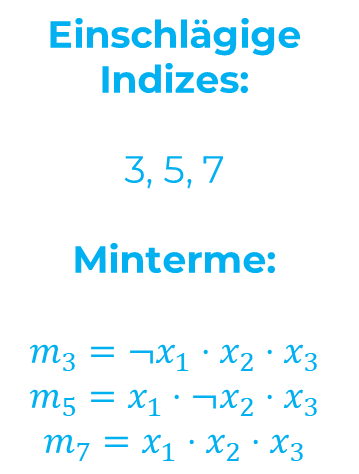 Einschlägige
Indizes:
3, 5, 7
Minterme:
m₃ = ¬x₁ · x₂ · x₃
m₅ = x₁ · ¬x₂ · x₃
m₇ = x₁ · x₂ · x₃